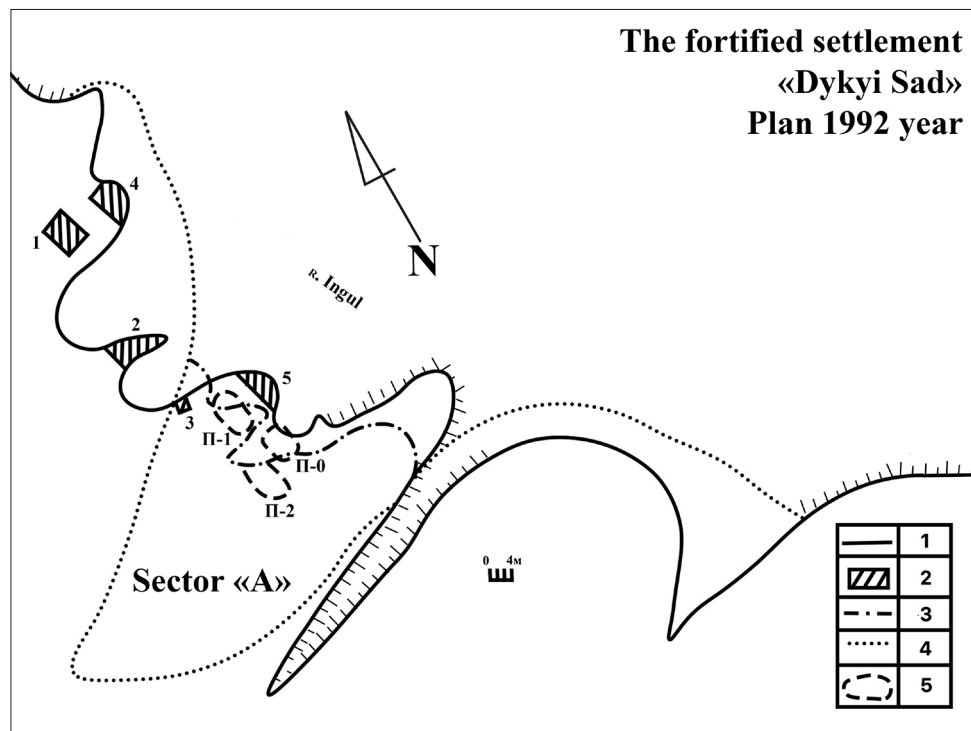 The fortified settlement
«Dykyi Sad»
Plan 1992 year
4
1
N
R. Ingul
2
5
3
П-1
П-0
П-2
Sector «A»
0 4м
1
2
3
4
5